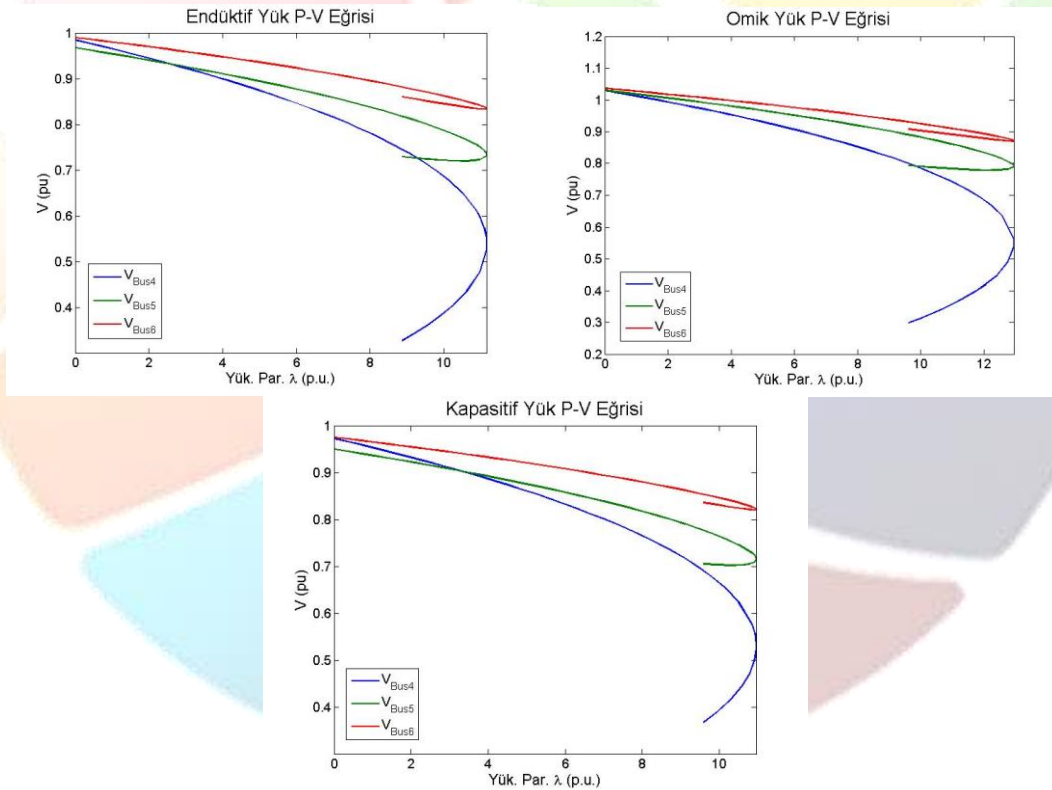 Endüktif Yük P-V Eğrisi
1
0.9
0.8
0.7
0.6
0.5
0.4
V (pu)
V_Bus4
V_Bus5
V_Bus6
0 2 4 6 8 10
Yük. Par. λ (p.u.)
Omik Yük P-V Eğrisi
1.2
1.1
1
0.9
0.8
0.7
0.6
0.5
0.4
0.3
0.2
V (pu)
V_Bus4
V_Bus5
V_Bus6
0 2 4 6 8 10 12
Yük. Par. λ (p.u.)
Kapasitif Yük P-V Eğrisi
1
0.9
0.8
0.7
0.6
0.5
0.4
V (pu)
V_Bus4
V_Bus5
V_Bus6
0 2 4 6 8 10
Yük. Par. λ (p.u.)